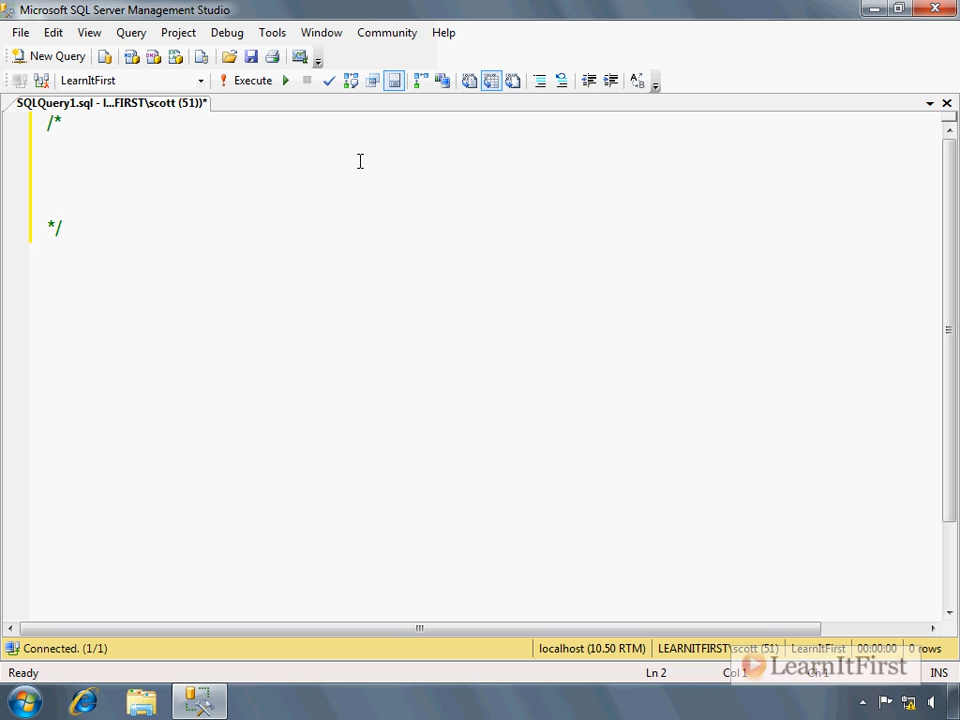 Microsoft SQL Server Management Studio
File Edit View Query Project Debug Tools Window Community Help
New Query
LearnItFirst Execute
SQLQuery1.sql - l...FIRST\scott (51))*
/*
*/
Connected. (1/1) localhost (10.50 RTM) LEARNITFIRST\scott (51) LearnItFirst 00:00:00 0 rows
Ready Ln 2 Col 1 Ch 1 INS
LearnItFirst